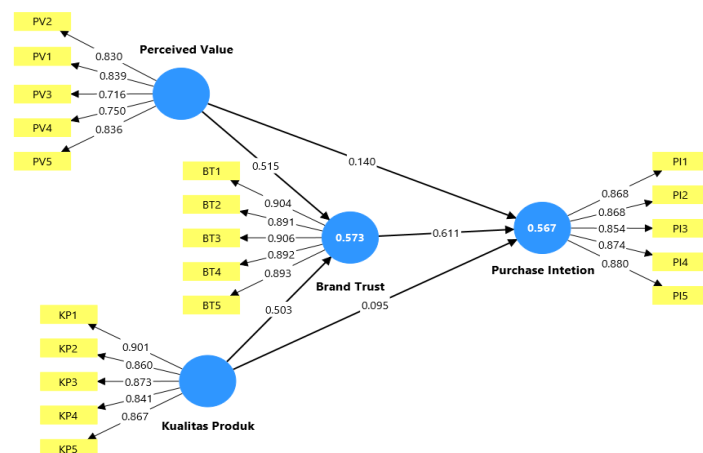 PV2
PV1
PV3
PV4
PV5
0.830
0.839
0.716
0.750
0.836
Perceived Value
0.515
0.140
BT1
BT2
BT3
BT4
BT5
0.904
0.891
0.906
0.892
0.893
0.573
Brand Trust
0.611
0.503
0.095
0.567
Purchase Intetion
0.868
0.868
0.854
0.874
0.880
PI1
PI2
PI3
PI4
PI5
KP1
KP2
KP3
KP4
KP5
0.901
0.860
0.873
0.841
0.867
Kualitas Produk